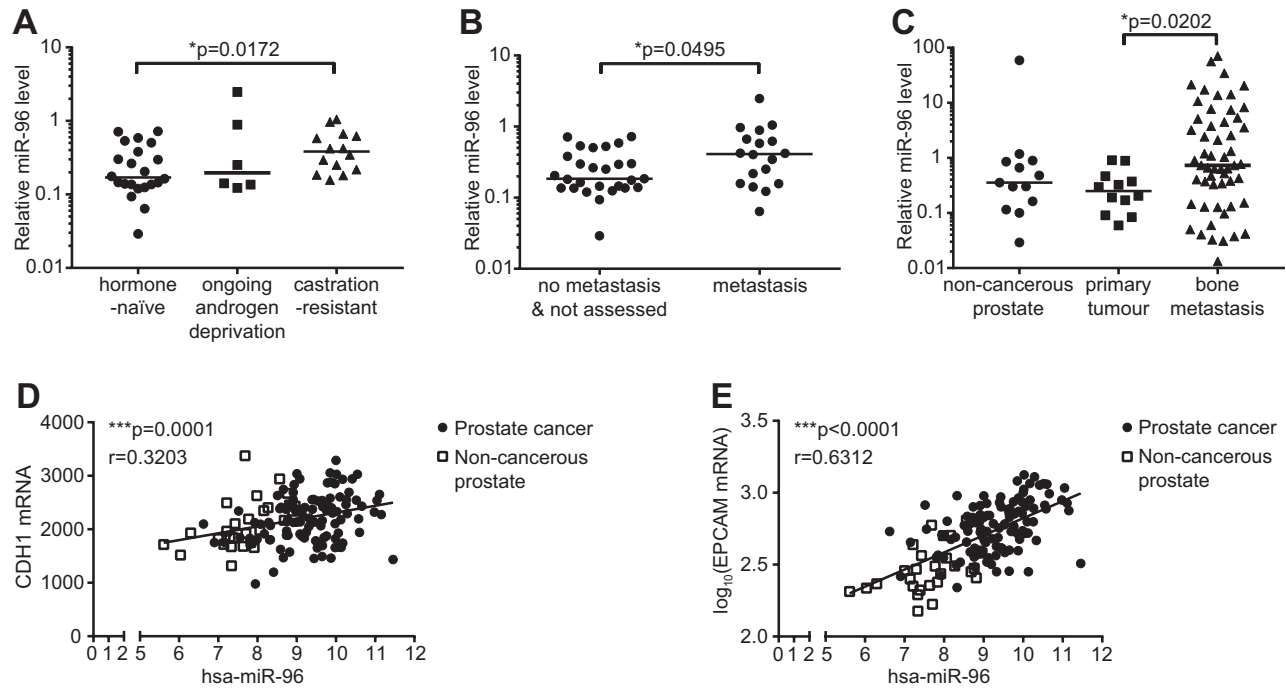 A
*p=0.0172
10
1
0.1
0.01
Relative miR-96 level
hormone
-naïve
ongoing
androgen
deprivation
castration
-resistant
B
*p=0.0495
10
1
0.1
0.01
Relative miR-96 level
no metastasis
& not assessed
metastasis
C
*p=0.0202
100
10
1
0.1
0.01
Relative miR-96 level
non-cancerous
prostate
primary
tumour
bone
metastasis
D
***p=0.0001
r=0.3203
4000
3000
2000
1000
0
CDH1 mRNA
0 1 2 5 6 7 8 9 10 11 12
hsa-miR-96
Prostate cancer
Non-cancerous
prostate
E
***p<0.0001
r=0.6312
3.5
3.0
2.5
2.0
log₁₀(EPCAM mRNA)
0 1 2 5 6 7 8 9 10 11 12
hsa-miR-96
Prostate cancer
Non-cancerous
prostate